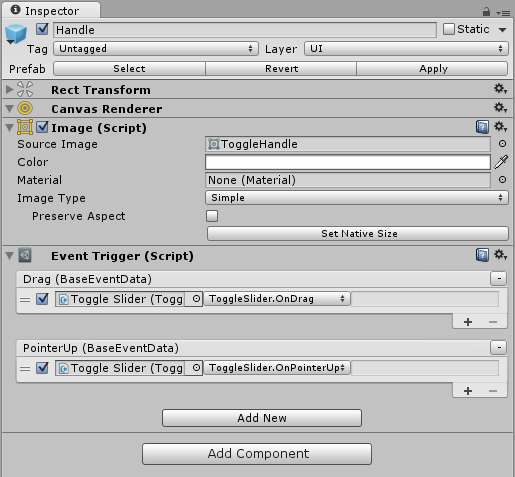 Inspector
Handle Static
Tag Untagged Layer UI
Prefab Select Revert Apply
Rect Transform
Canvas Renderer
Image (Script)
Source Image ToggleHandle
Color
Material None (Material)
Image Type Simple
Preserve Aspect
Set Native Size
Event Trigger (Script)
Drag (BaseEventData) -
Toggle Slider (Togg ToggleSlider.OnDrag
+ −
PointerUp (BaseEventData) -
Toggle Slider (Togg ToggleSlider.OnPointerUp
+ −
Add New
Add Component